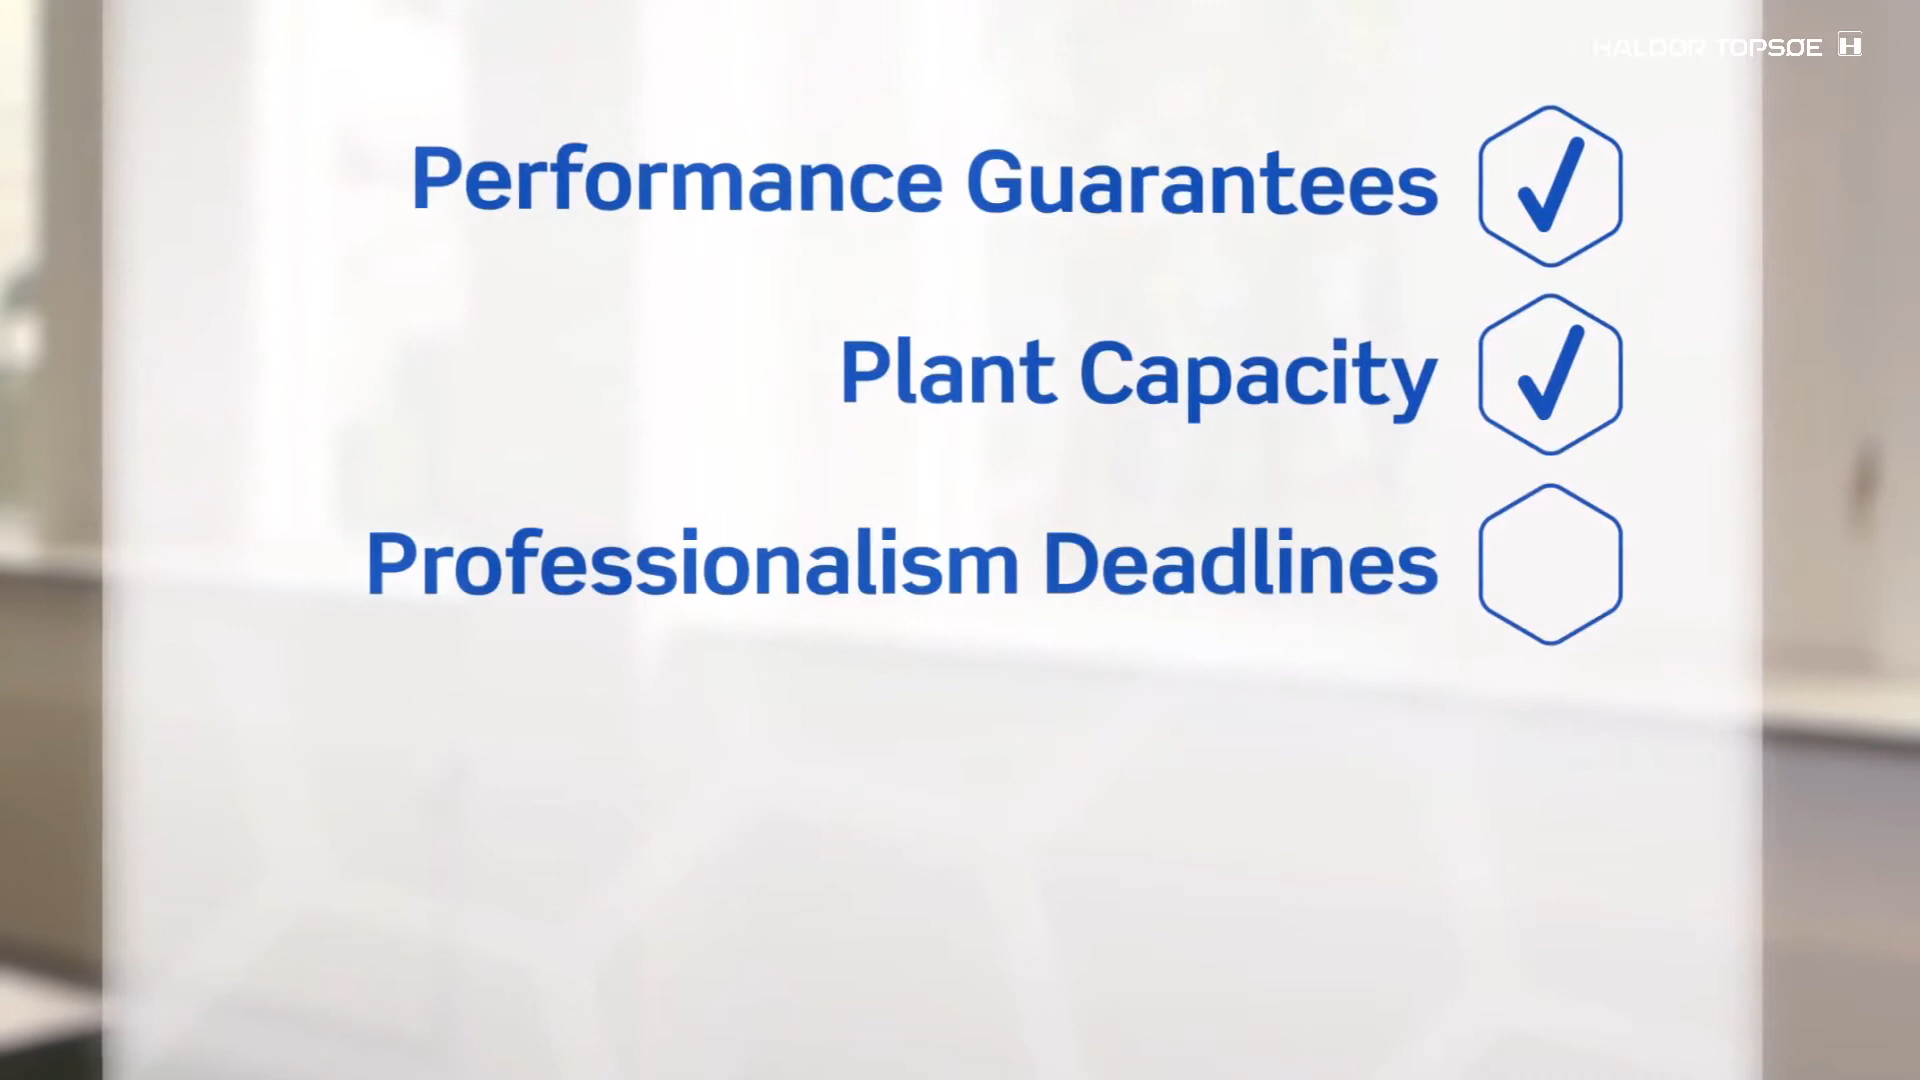 HALDOR TOPSØE H
Performance Guarantees
Plant Capacity
Professionalism Deadlines